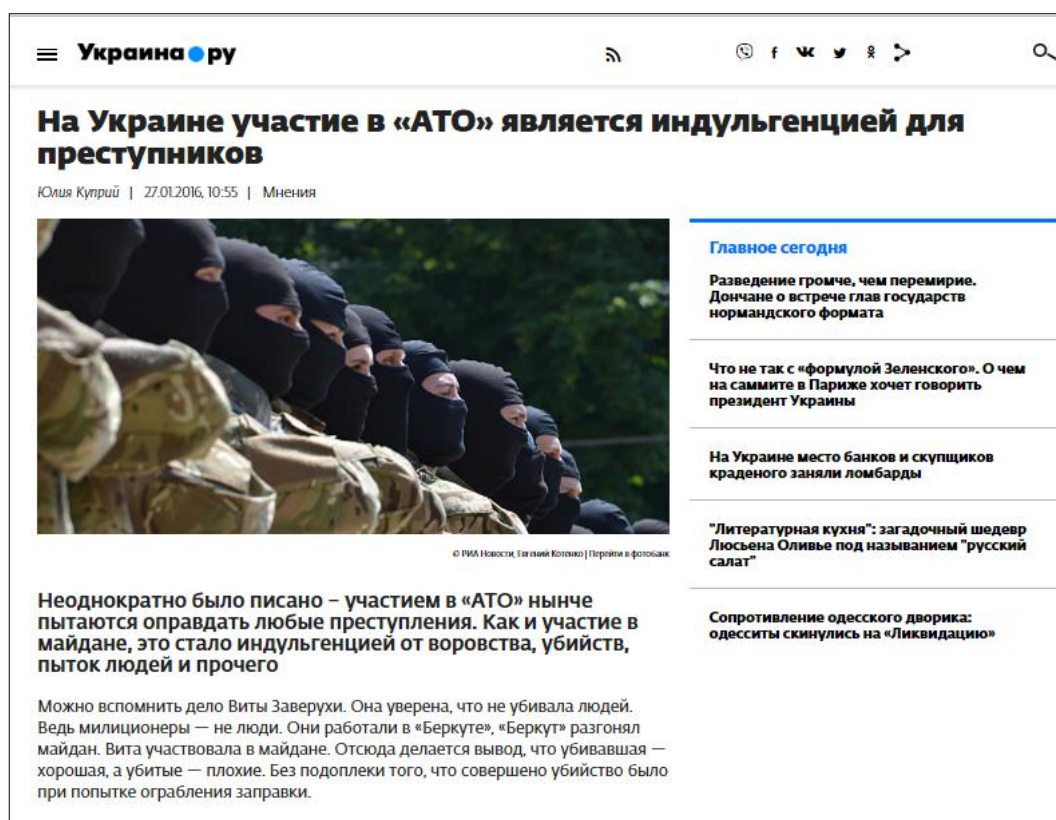 Украина ру
На Украине участие в «АТО» является индульгенцией для
преступников
Юлия Куприй | 27.01.2016, 10:55 | Мнения
© РИА Новости, Евгений Котенко | Перейти в фотобанк
Неоднократно было писано – участием в «АТО» нынче
пытаются оправдать любые преступления. Как и участие в
майдане, это стало индульгенцией от воровства, убийств,
пыток людей и прочего
Можно вспомнить дело Виты Заверухи. Она уверена, что не убивала людей.
Ведь милиционеры — не люди. Они работали в «Беркуте», «Беркут» разгонял
майдан. Вита участвовала в майдане. Отсюда делается вывод, что убивавшая —
хорошая, а убитые — плохие. Без подоплеки того, что совершено убийство было
при попытке ограбления заправки.
Главное сегодня
Разведение громче, чем перемирие.
Дончане о встрече глав государств
нормандского формата
Что не так с «формулой Зеленского». О чем
на саммите в Париже хочет говорить
президент Украины
На Украине место банков и скупщиков
краденого заняли ломбарды
"Литературная кухня": загадочный шедевр
Люсьена Оливье под называнием "русский
салат"
Сопротивление одесского дворика:
одесситы скинулись на «Ликвидацию»